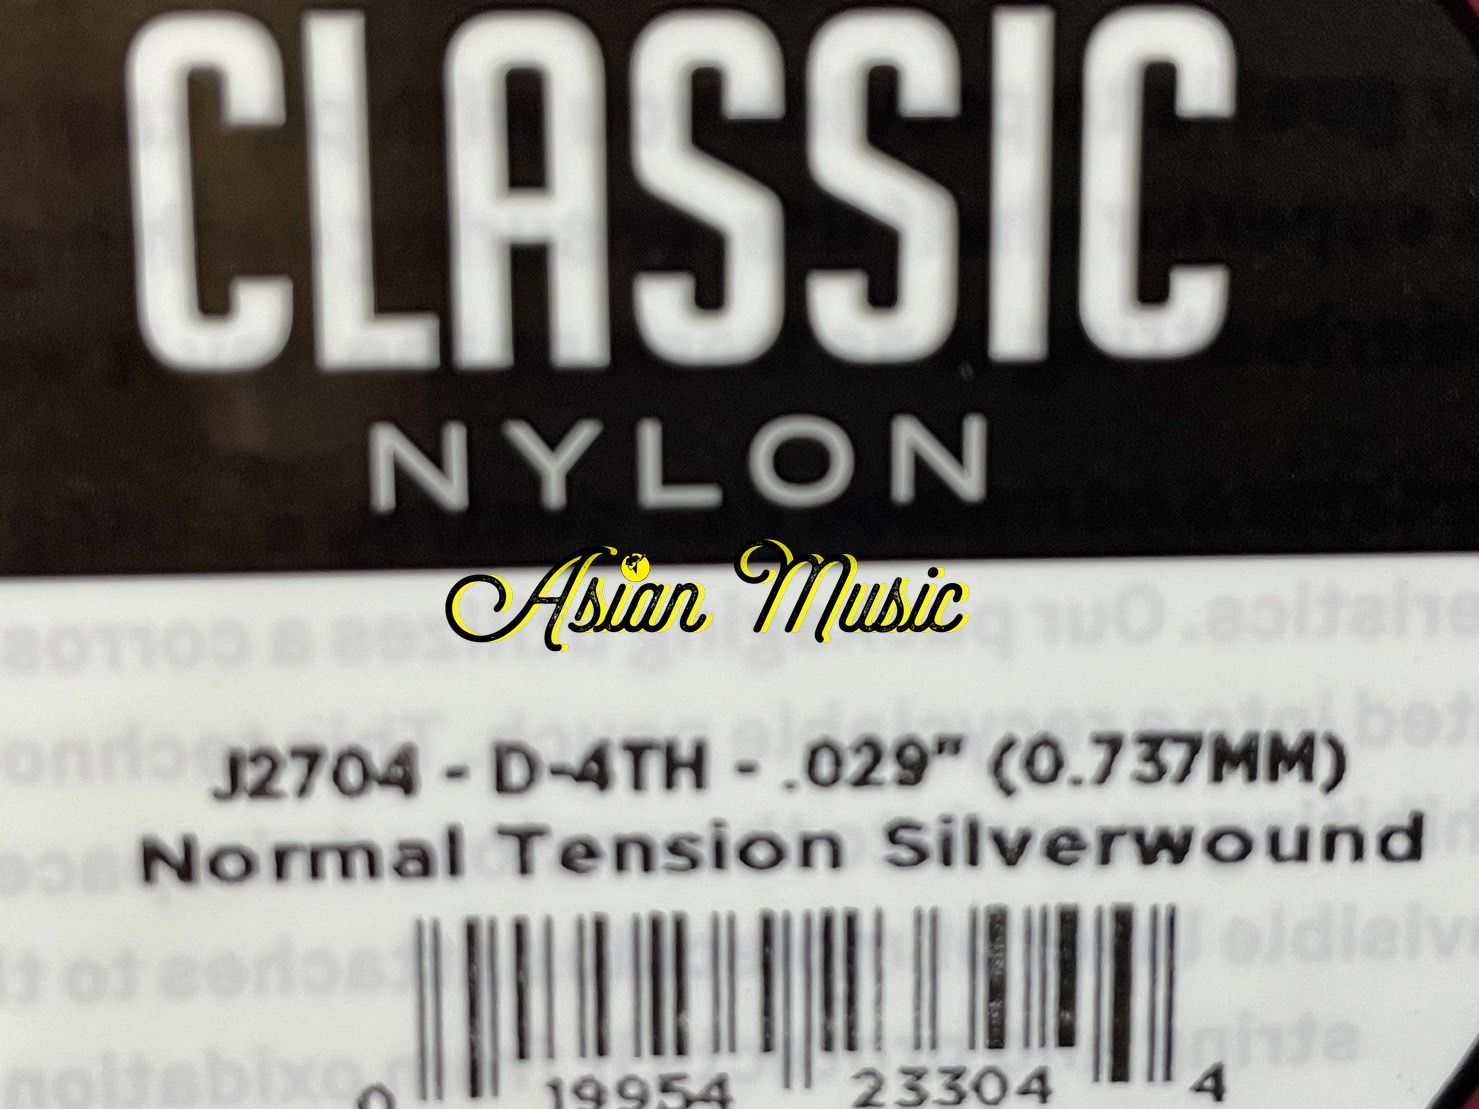 CLASSIC
NYLON
Asian Music
J2704 - D-4TH - .029" (0.737MM)
Normal Tension Silverwound
0 19954 23304 4